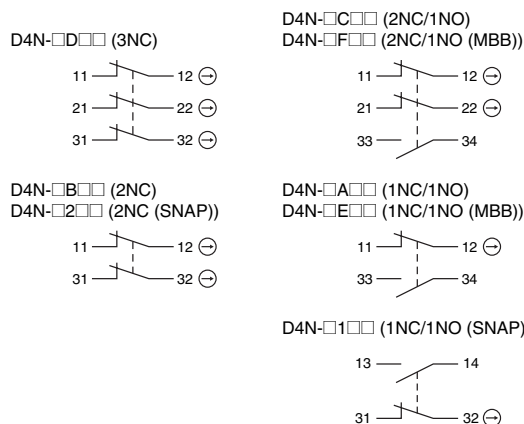 D4N-□D□□ (3NC)
11 12
21 22
31 32
D4N-□C□□ (2NC/1NO)
D4N-□F□□ (2NC/1NO (MBB))
11 12
21 22
33 34
D4N-□B□□ (2NC)
D4N-□2□□ (2NC (SNAP))
11 12
31 32
D4N-□A□□ (1NC/1NO)
D4N-□E□□ (1NC/1NO (MBB))
11 12
33 34
D4N-□1□□ (1NC/1NO (SNAP)
13 14
31 32